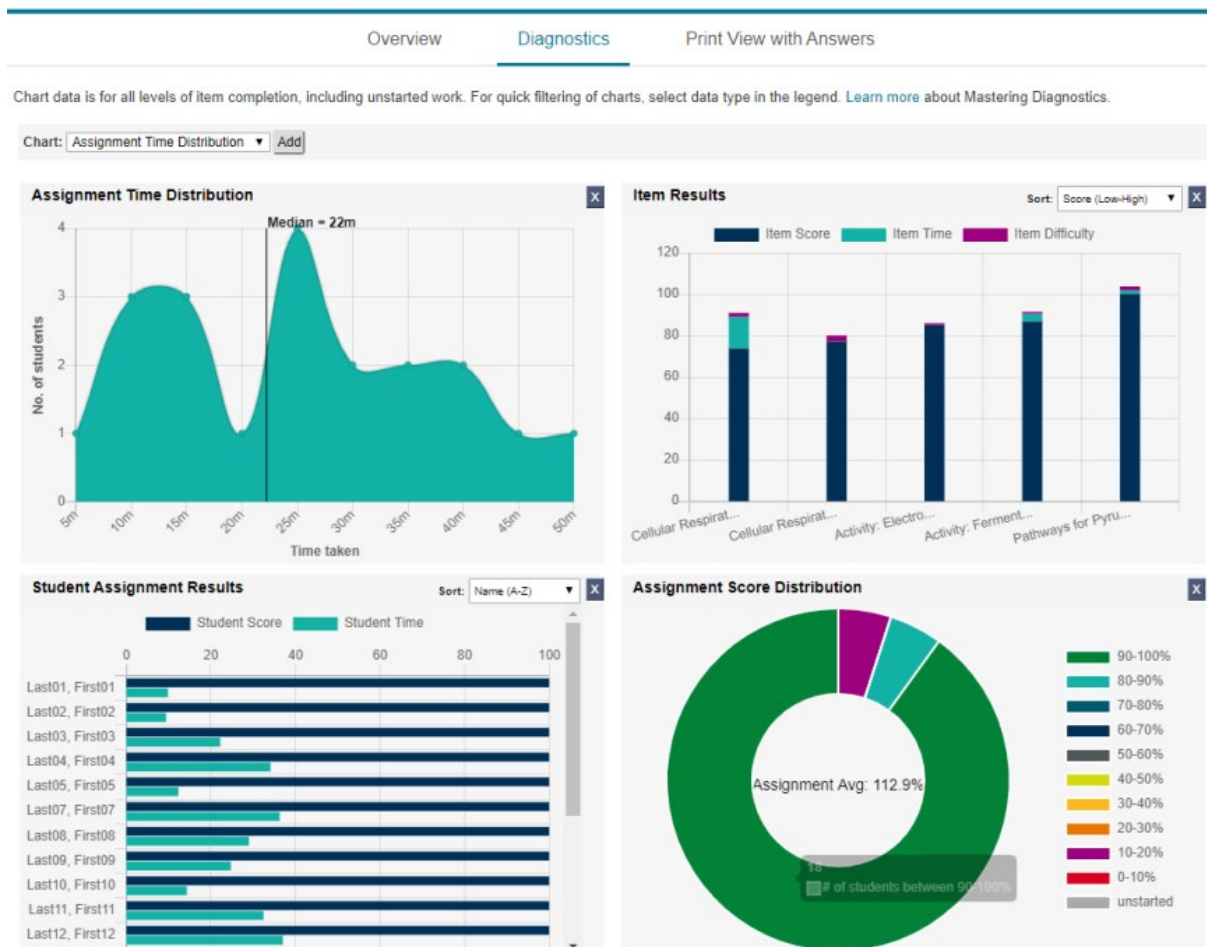 Overview Diagnostics Print View with Answers
Chart data is for all levels of item completion, including unstarted work. For quick filtering of charts, select data type in the legend. Learn more about Mastering Diagnostics.
Chart: Assignment Time Distribution ▼ Add
Assignment Time Distribution X
Median = 22m
4
3
2
1
0
No. of students
5m 10m 15m 20m 25m 30m 35m 40m 45m 50m
Time taken
Item Results Sort: Score (Low-High) ▼ X
Item Score Item Time Item Difficulty
120
100
80
60
40
20
0
Cellular Respirat... Cellular Respirat... Activity: Electro... Activity: Ferment... Pathways for Pyru...
Student Assignment Results Sort: Name (A-Z) ▼ X
Student Score Student Time
0 20 40 60 80 100
Last01, First01
Last02, First02
Last03, First03
Last04, First04
Last05, First05
Last07, First07
Last08, First08
Last09, First09
Last10, First10
Last11, First11
Last12, First12
Assignment Score Distribution X
Assignment Avg: 112.9%
18
# of students between 90-100%
90-100%
80-90%
70-80%
60-70%
50-60%
40-50%
30-40%
20-30%
10-20%
0-10%
unstarted